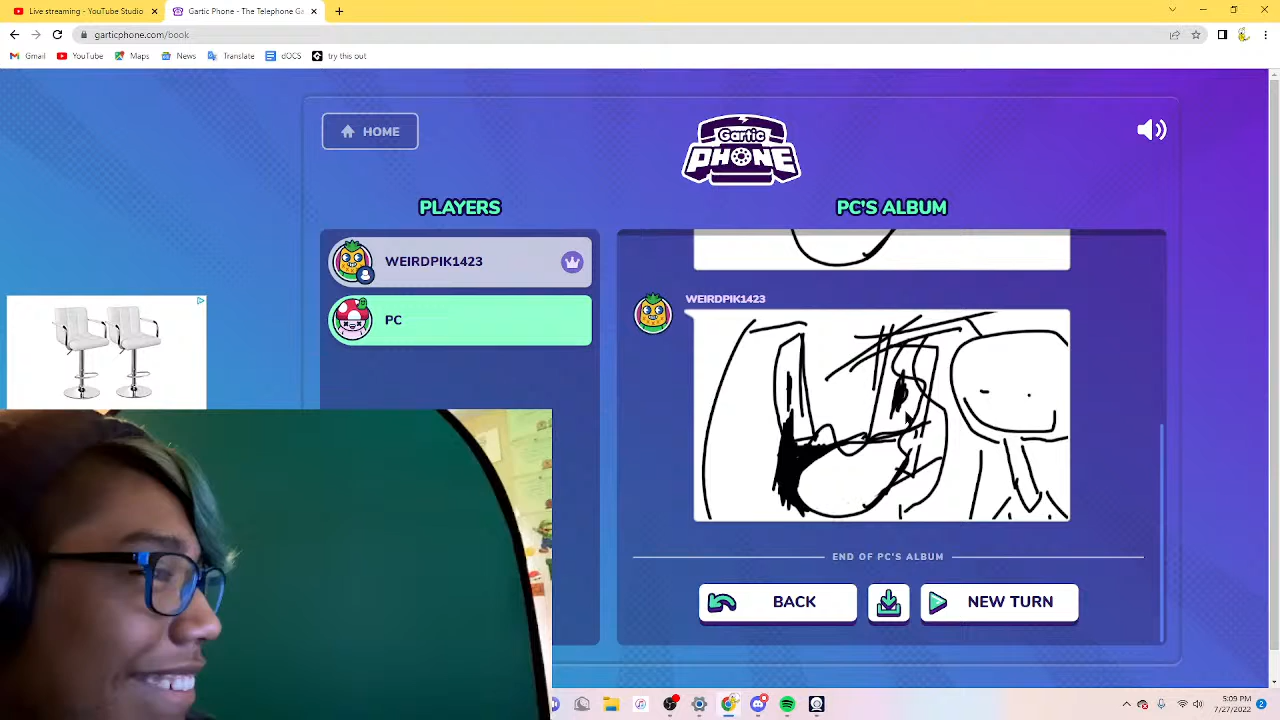 Live streaming - YouTube Studio
Gartic Phone - The Telephone Ga
garticphone.com/book
Gmail
YouTube
Maps
News
Translate
dOCS
try this out
HOME
Gartic
PHONE
PLAYERS
PC'S ALBUM
WEIRDPIK1423
PC
WEIRDPIK1423
END OF PC'S ALBUM
BACK
NEW TURN
5:09 PM
7/27/2022
2